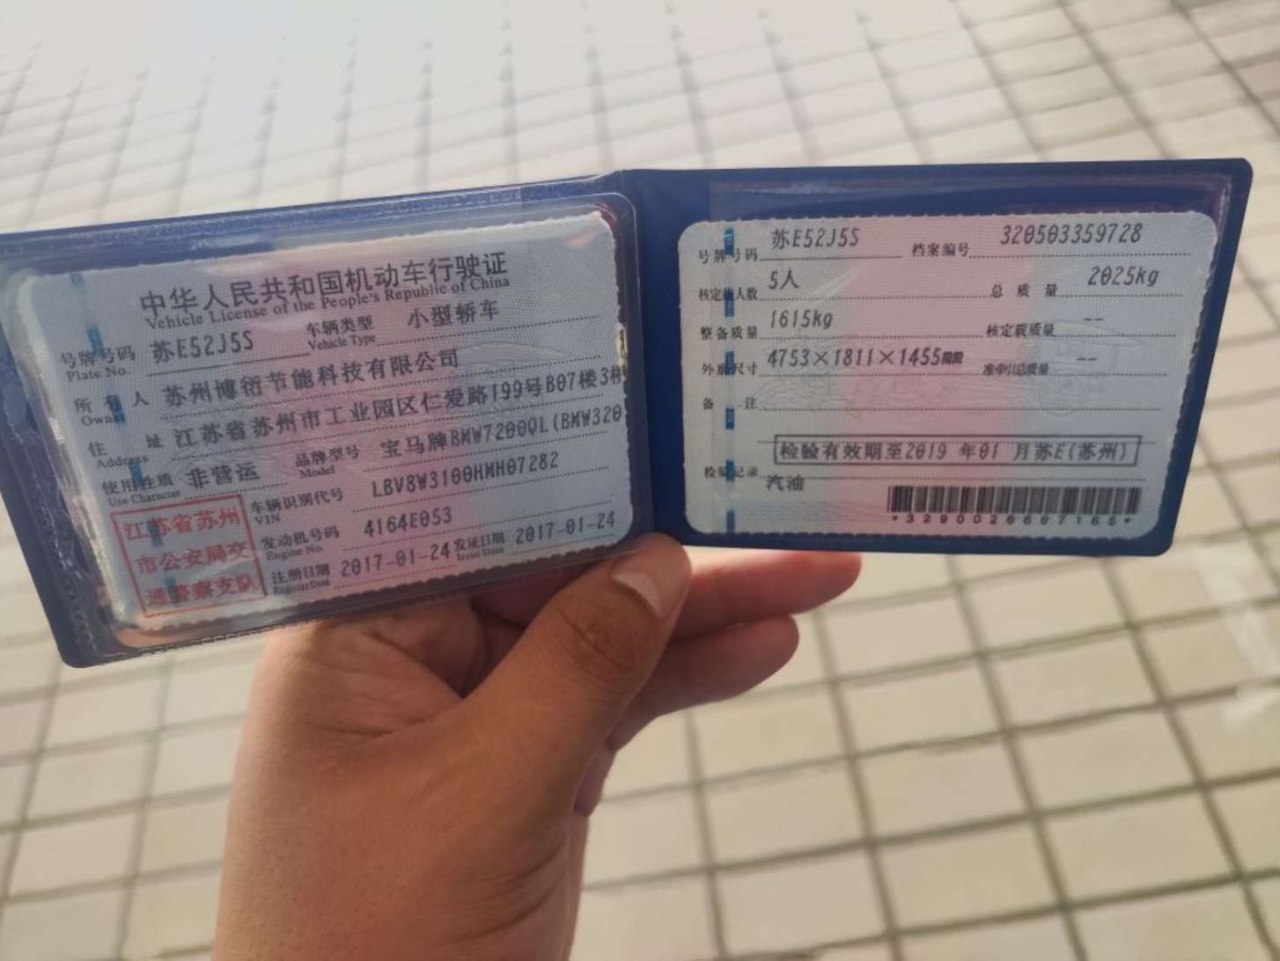 中华人民共和国机动车行驶证
Vehicle License of the People's Republic of China
号牌号码 苏E52J5S 车辆类型 小型轿车
Plate No. Vehicle Type
所有人 苏州博衍节能科技有限公司
Owner
住址 江苏省苏州市工业园区仁爱路199号B07楼3
Address
使用性质 非营运 品牌型号 宝马牌BMW7200QL(BMW320
Use Character Model
江苏省苏州
市公安局交
通警察支队
车辆识别代号 LBV8W3100HMH07282
VIN
发动机号码 4164E053
Engine No.
注册日期 2017-01-24 发证日期 2017-01-24
Register Date Issue Date
号牌号码 苏E52J5S 档案编号 320503359728
核定载人数 5人 总质量 2025kg
整备质量 1615kg 核定载质量 --
外廓尺寸 4753×1811×1455mm 准牵引总质量 --
备注
检验有效期至2019年01月苏E(苏州)
检验记录
汽油
*3290026667165*